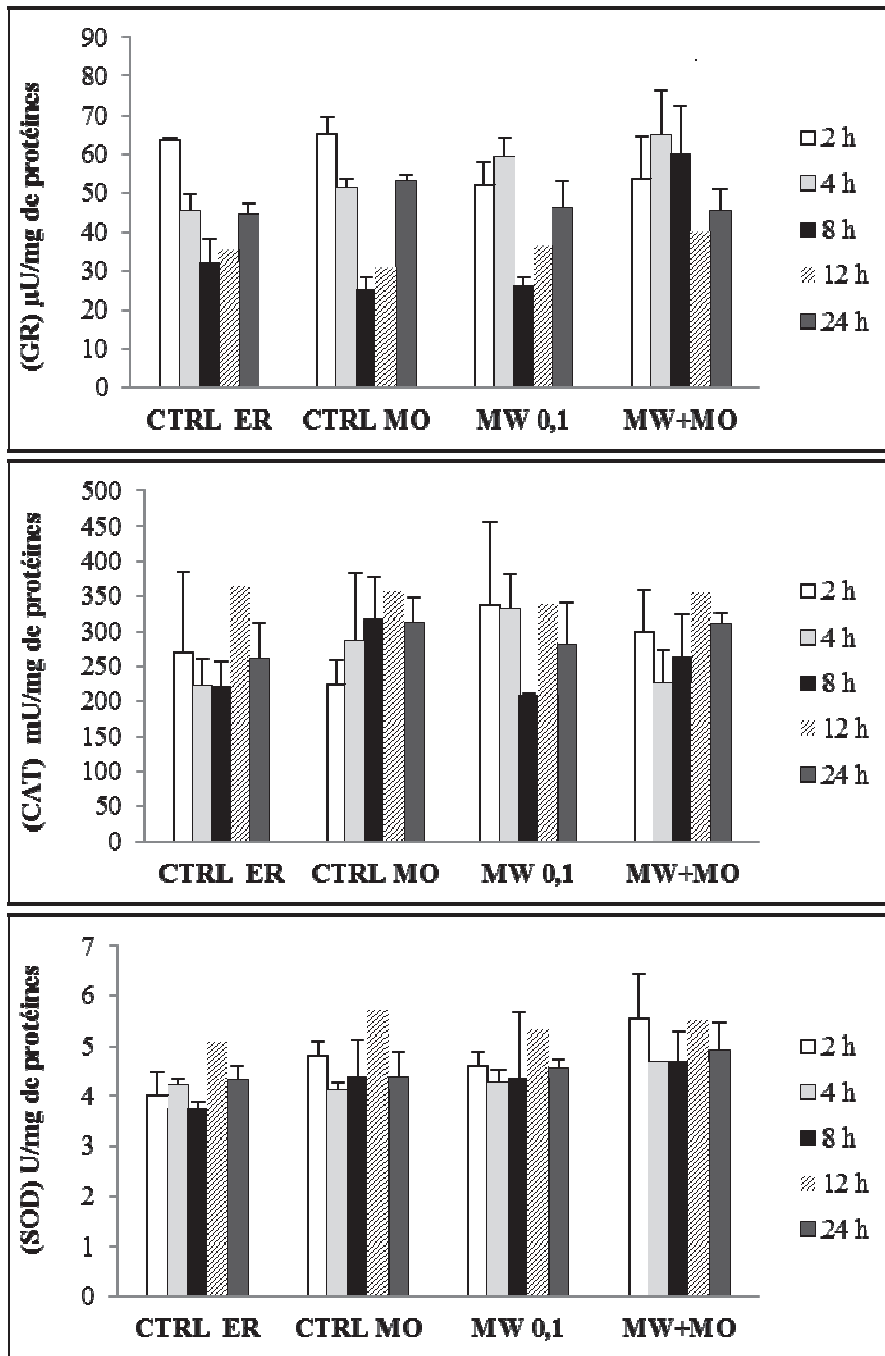 (GR) µU/mg de protéines
90
80
70
60
50
40
30
20
10
0
CTRL ER CTRL MO MW 0,1 MW+MO
2 h
4 h
8 h
12 h
24 h
(CAT) mU/mg de protéines
500
450
400
350
300
250
200
150
100
50
0
CTRL ER CTRL MO MW 0,1 MW+MO
2 h
4 h
8 h
12 h
24 h
(SOD) U/mg de protéines
7
6
5
4
3
2
1
0
CTRL ER CTRL MO MW 0,1 MW+MO
2 h
4 h
8 h
12 h
24 h